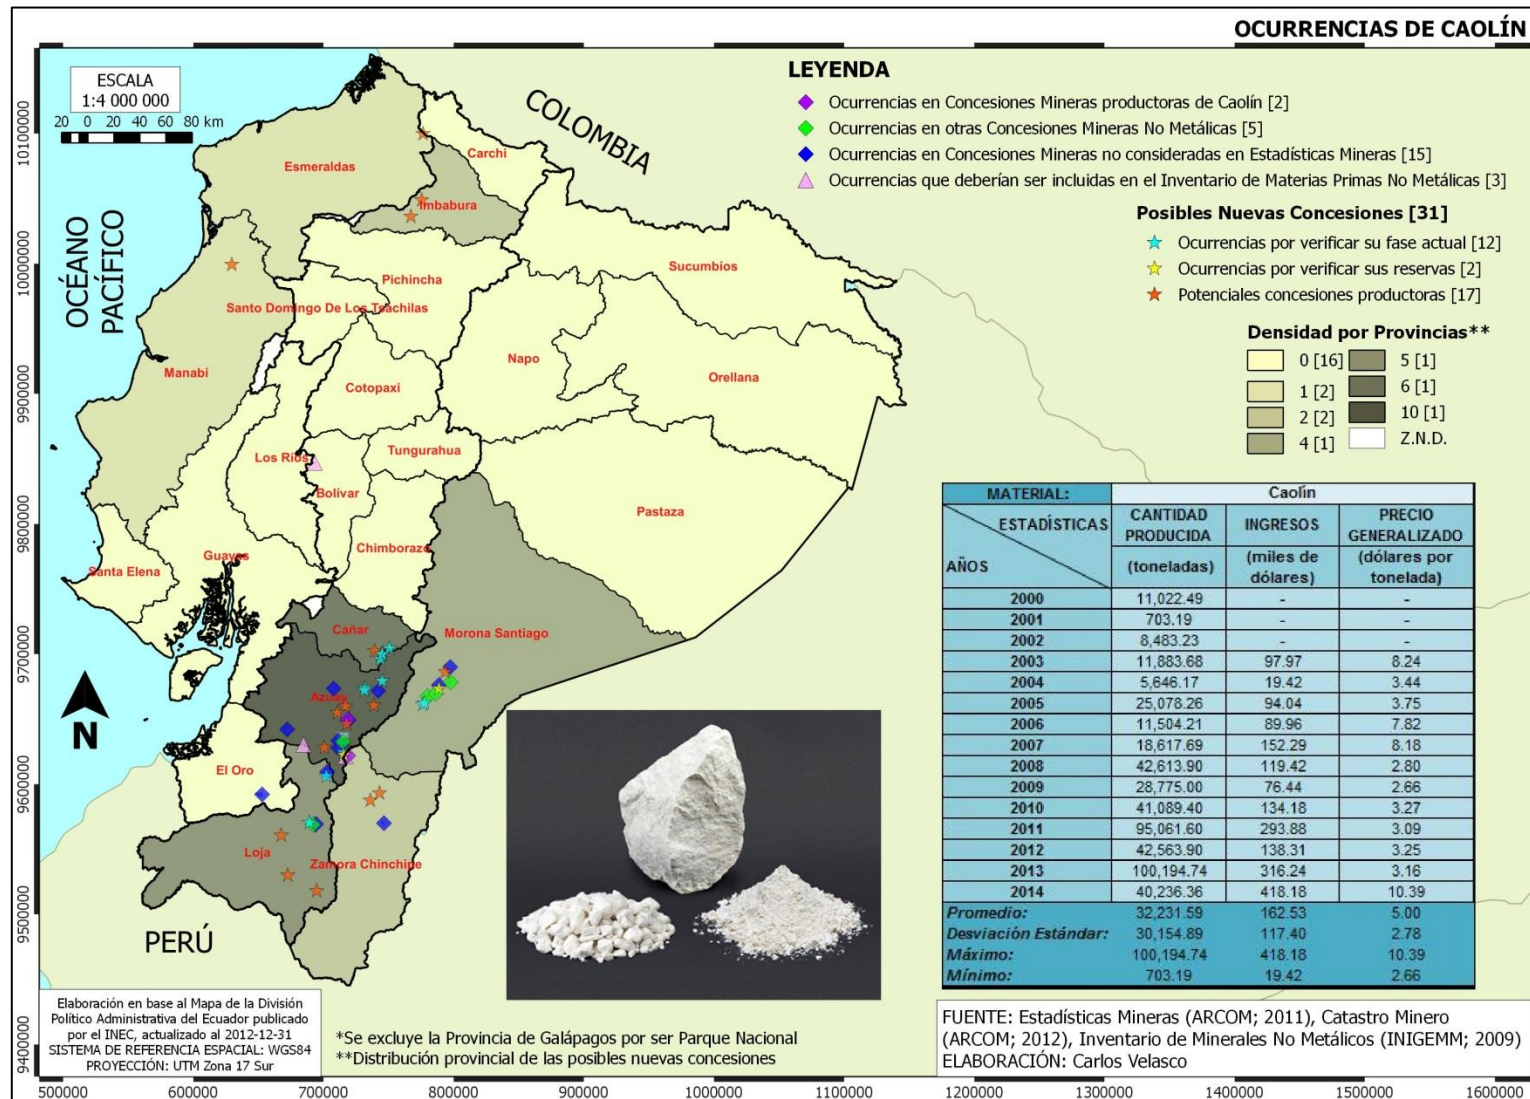 OCURRENCIAS DE CAOLÍN
ESCALA
1:4 000 000
20 0 20 40 60 80 km
LEYENDA
Ocurrencias en Concesiones Mineras productoras de Caolín [2]
Ocurrencias en otras Concesiones Mineras No Metálicas [5]
Ocurrencias en Concesiones Mineras no consideradas en Estadísticas Mineras [15]
Ocurrencias que deberían ser incluidas en el Inventario de Materias Primas No Metálicas [3]
Posibles Nuevas Concesiones [31]
Ocurrencias por verificar su fase actual [12]
Ocurrencias por verificar sus reservas [2]
Potenciales concesiones productoras [17]
Densidad por Provincias**
0 [16] 5 [1]
1 [2] 6 [1]
2 [2] 10 [1]
4 [1] Z.N.D.
COLOMBIA
OCÉANO
PACÍFICO
PERÚ
N
Esmeraldas
Carchi
Imbabura
Pichincha
Sucumbíos
Santo Domingo De Los Tsáchilas
Manabí
Napo
Orellana
Cotopaxi
Los Ríos
Tungurahua
Bolívar
Pastaza
Chimborazo
Guayas
Santa Elena
Cañar
Morona Santiago
Azuay
El Oro
Loja
Zamora Chinchipe
MATERIAL: Caolín
ESTADÍSTICAS CANTIDAD PRODUCIDA INGRESOS PRECIO GENERALIZADO
AÑOS (toneladas) (miles de dólares) (dólares por tonelada)
2000 11,022.49 - -
2001 703.19 - -
2002 8,483.23 - -
2003 11,883.68 97.97 8.24
2004 5,646.17 19.42 3.44
2005 25,078.26 94.04 3.75
2006 11,504.21 89.96 7.82
2007 18,617.69 152.29 8.18
2008 42,613.90 119.42 2.80
2009 28,775.00 76.44 2.66
2010 41,089.40 134.18 3.27
2011 95,061.60 293.88 3.09
2012 42,563.90 138.31 3.25
2013 100,194.74 316.24 3.16
2014 40,236.36 418.18 10.39
Promedio: 32,231.59 162.53 5.00
Desviación Estándar: 30,154.89 117.40 2.78
Máximo: 100,194.74 418.18 10.39
Mínimo: 703.19 19.42 2.66
Elaboración en base al Mapa de la División
Político Administrativa del Ecuador publicado
por el INEC, actualizado al 2012-12-31
SISTEMA DE REFERENCIA ESPACIAL: WGS84
PROYECCIÓN: UTM Zona 17 Sur
*Se excluye la Provincia de Galápagos por ser Parque Nacional
**Distribución provincial de las posibles nuevas concesiones
FUENTE: Estadísticas Mineras (ARCOM; 2011), Catastro Minero
(ARCOM; 2012), Inventario de Minerales No Metálicos (INIGEMM; 2009)
ELABORACIÓN: Carlos Velasco
10100000
10000000
9900000
9800000
9700000
9600000
9500000
9400000
500000 600000 700000 800000 900000 1000000 1100000 1200000 1300000 1400000 1500000 1600000